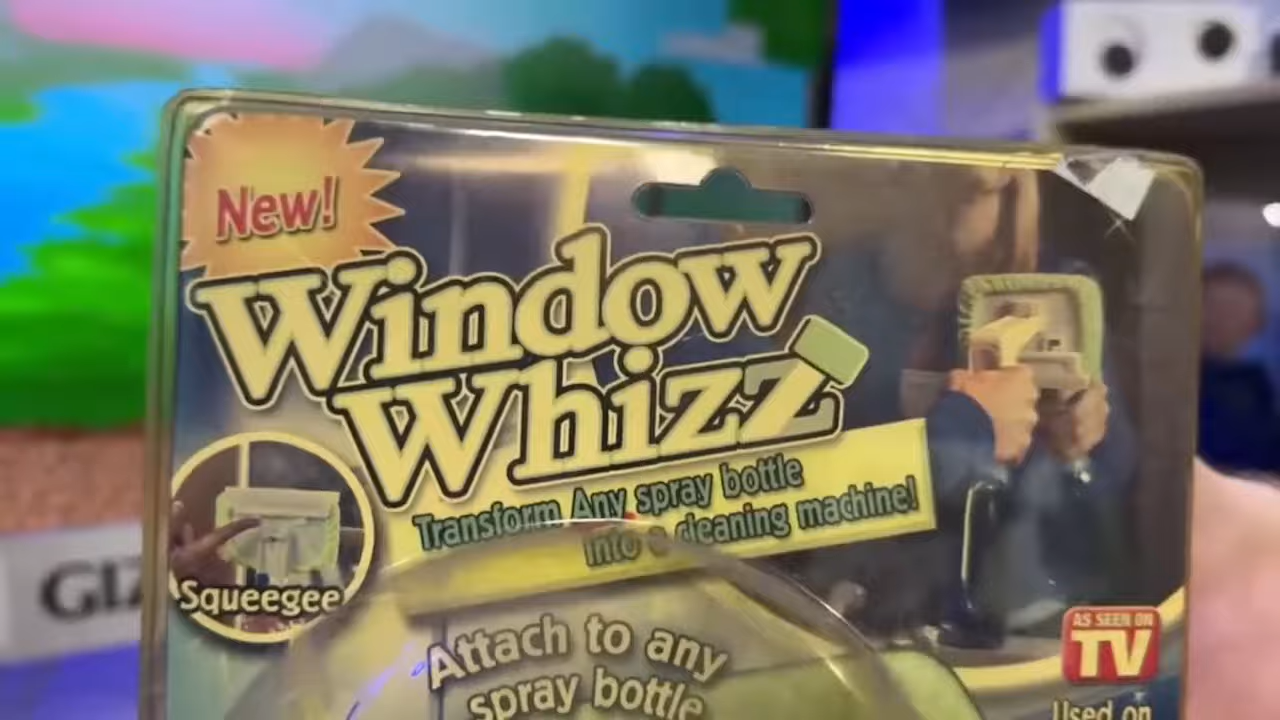 New!
Window
Whizz
Transform Any spray bottle
into a cleaning machine!
Squeegee
Attach to any
spray bottle
AS SEEN ON
TV
Used on
GIZ